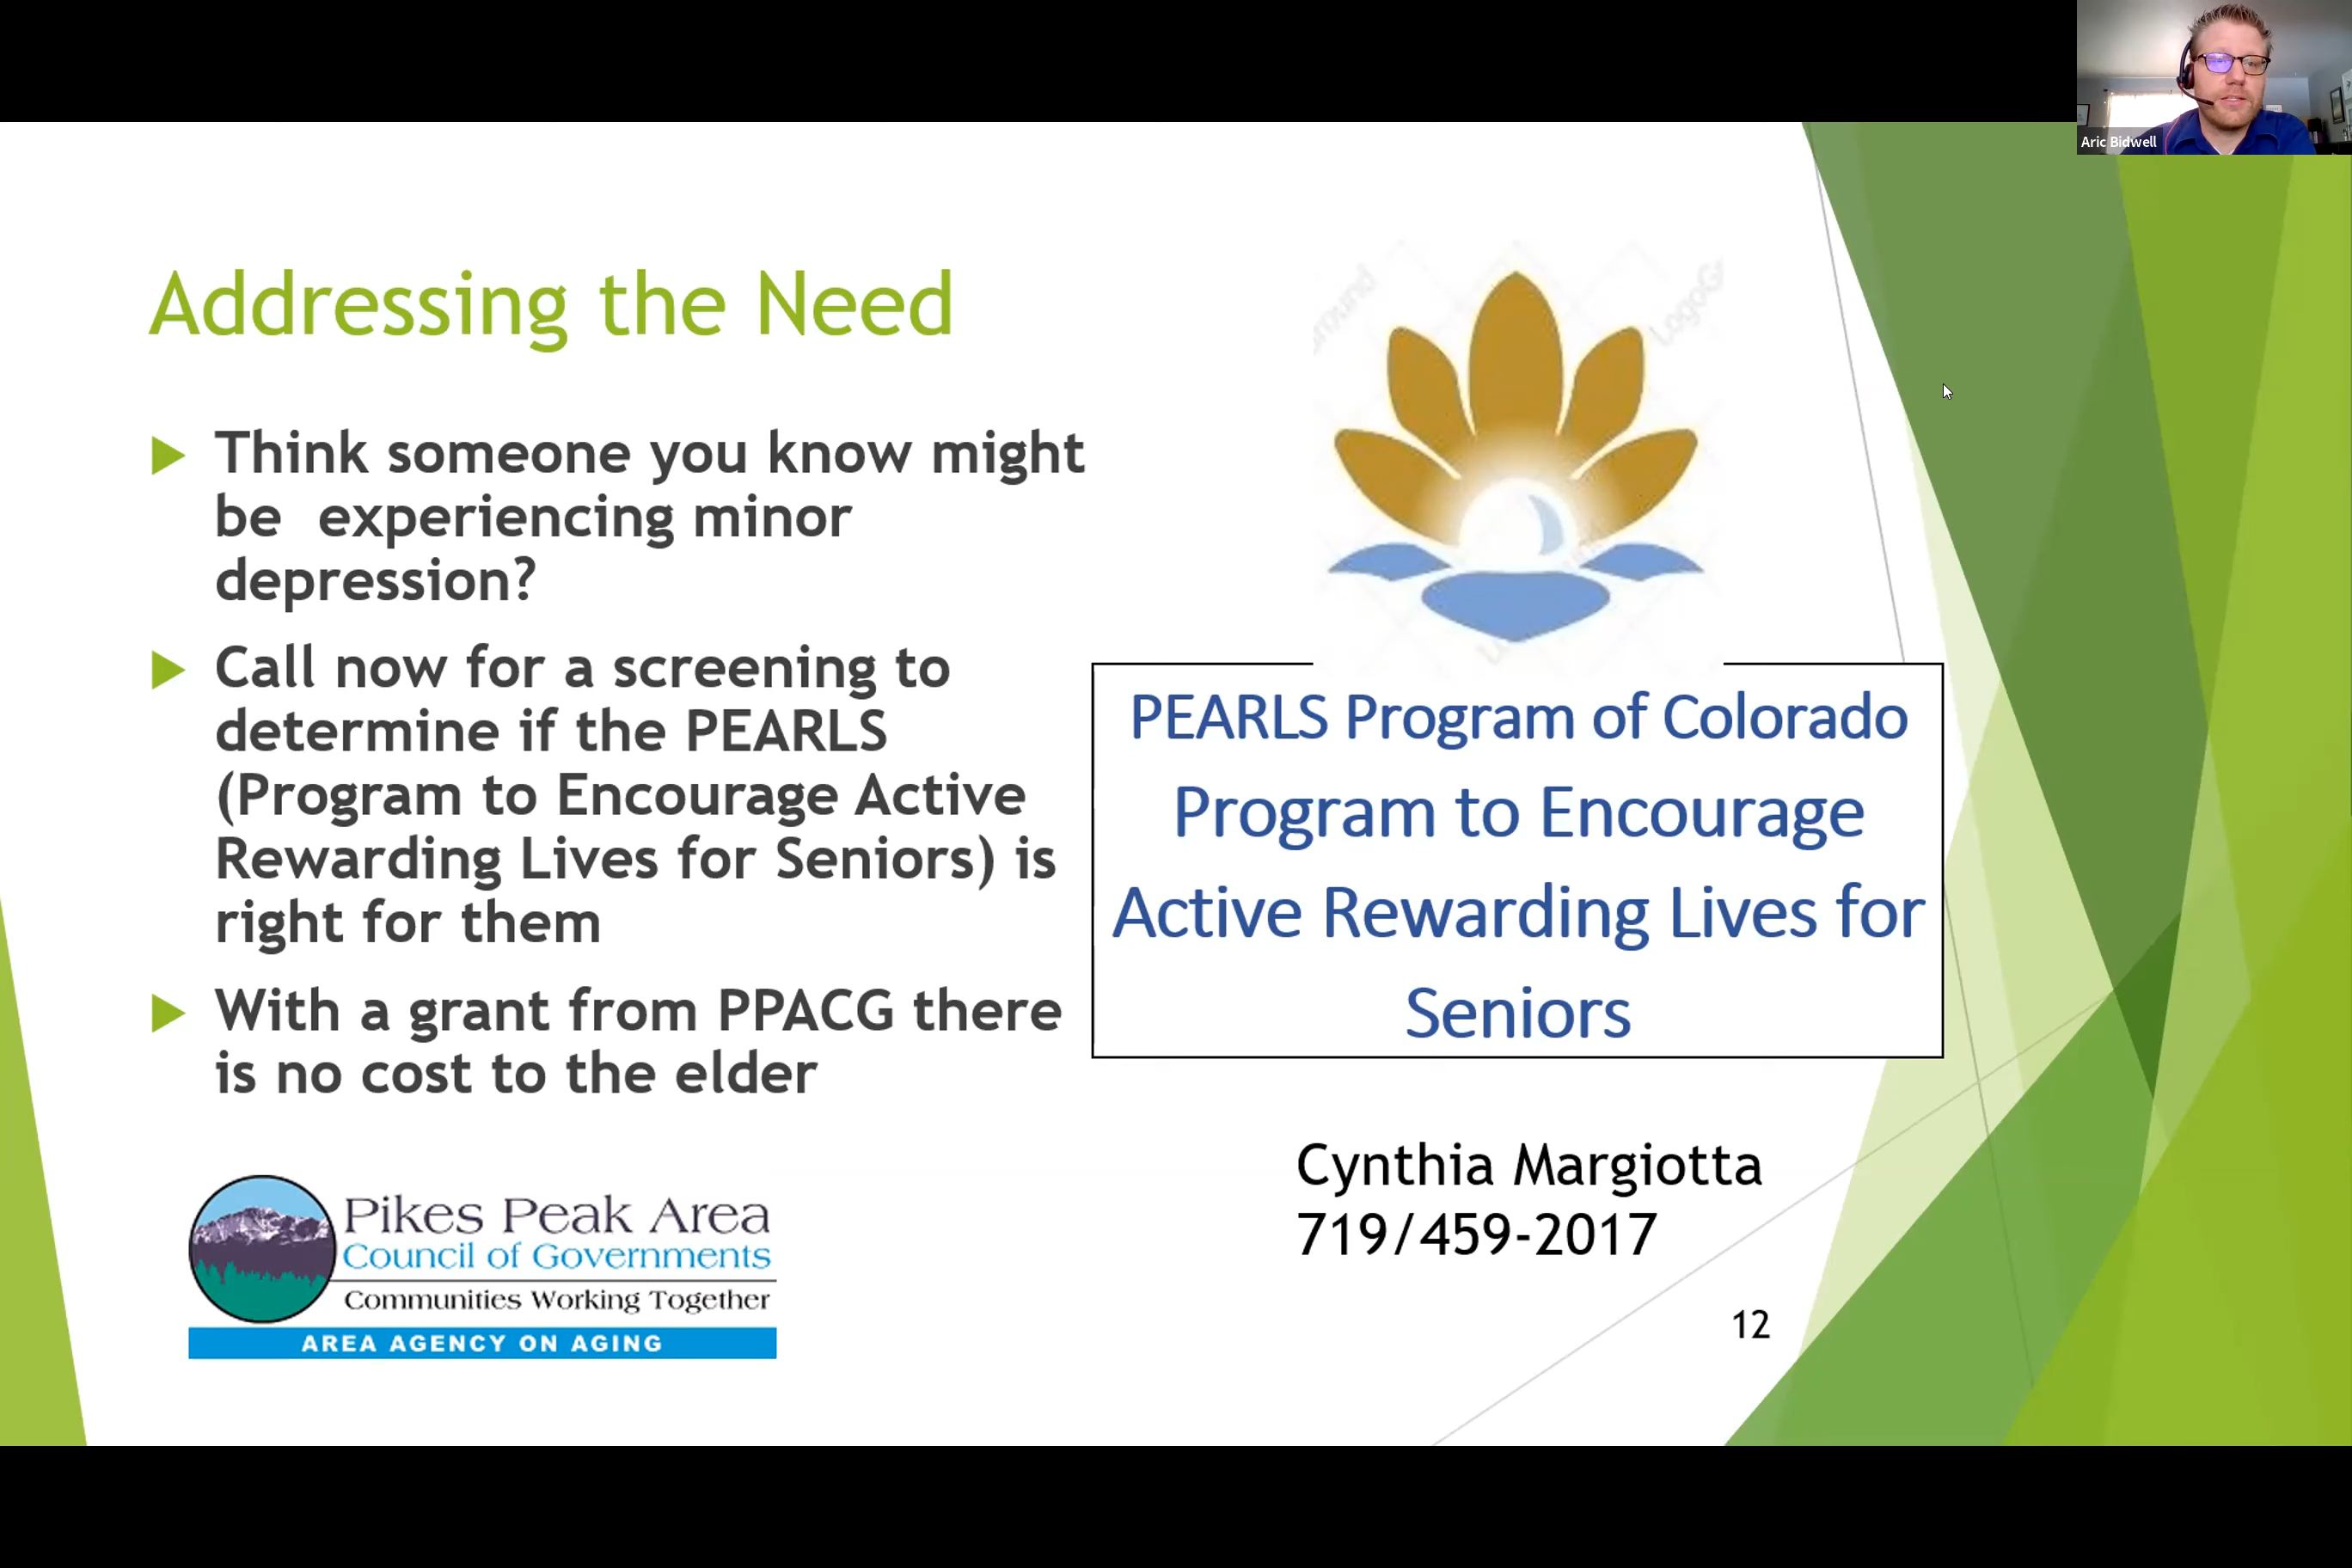 Aric Bidwell
Addressing the Need
Think someone you know might
be  experiencing minor
depression?
Call now for a screening to
determine if the PEARLS
(Program to Encourage Active
Rewarding Lives for Seniors) is
right for them
With a grant from PPACG there
is no cost to the elder
PEARLS Program of Colorado
Program to Encourage
Active Rewarding Lives for
Seniors
Cynthia Margiotta
719/459-2017
Pikes Peak Area
Council of Governments
Communities Working Together
AREA AGENCY ON AGING
12